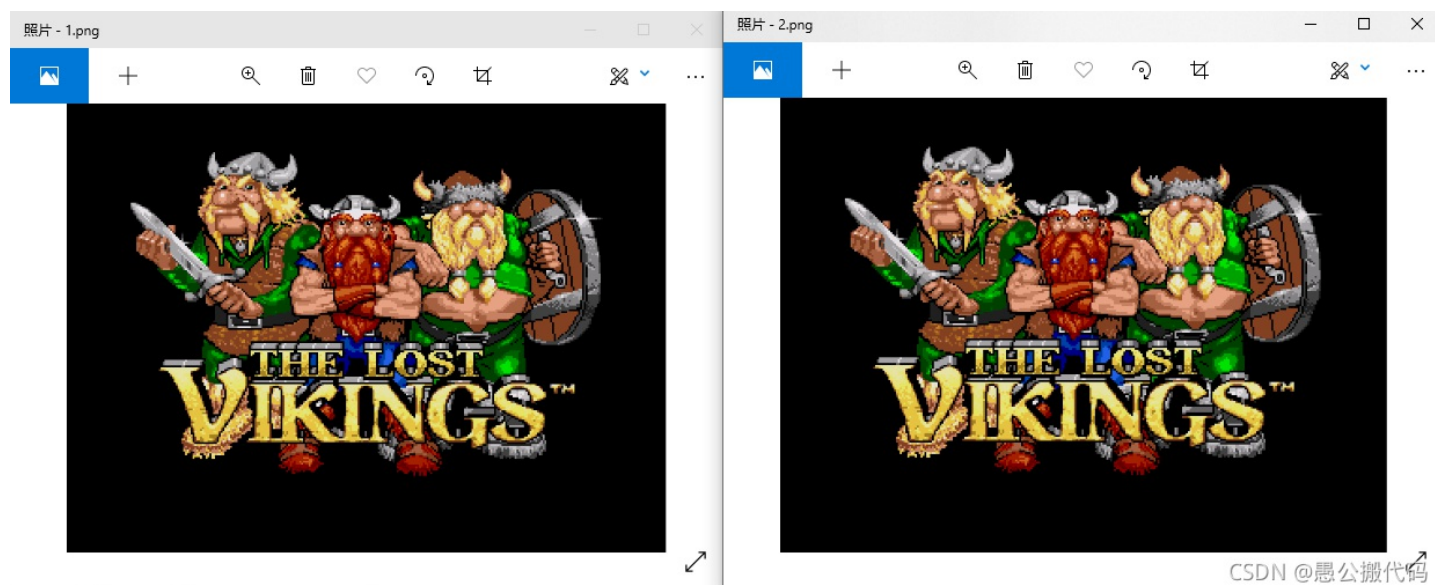 照片 - 1.png
照片 - 2.png
THE LOST
VIKINGS™
THE LOST
VIKINGS™
CSDN @愚公搬代码